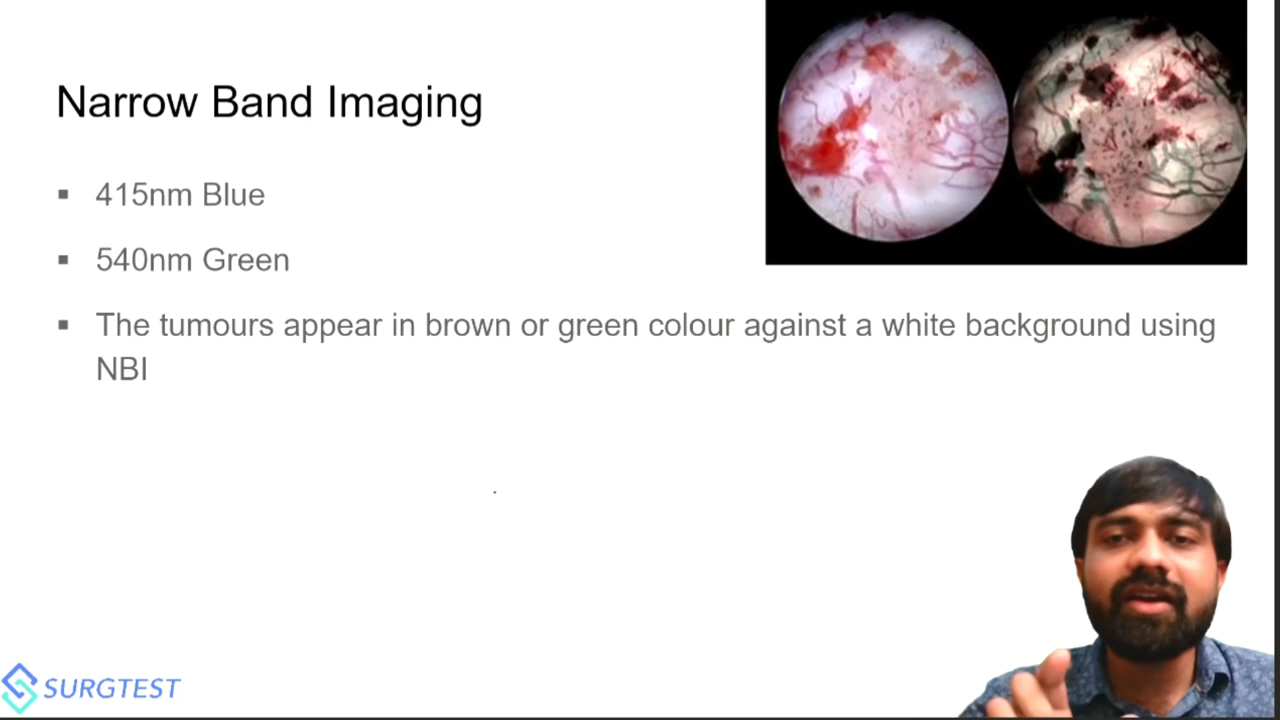 Narrow Band Imaging
▪ 415nm Blue
▪ 540nm Green
▪ The tumours appear in brown or green colour against a white background using
NBI
SURGTEST